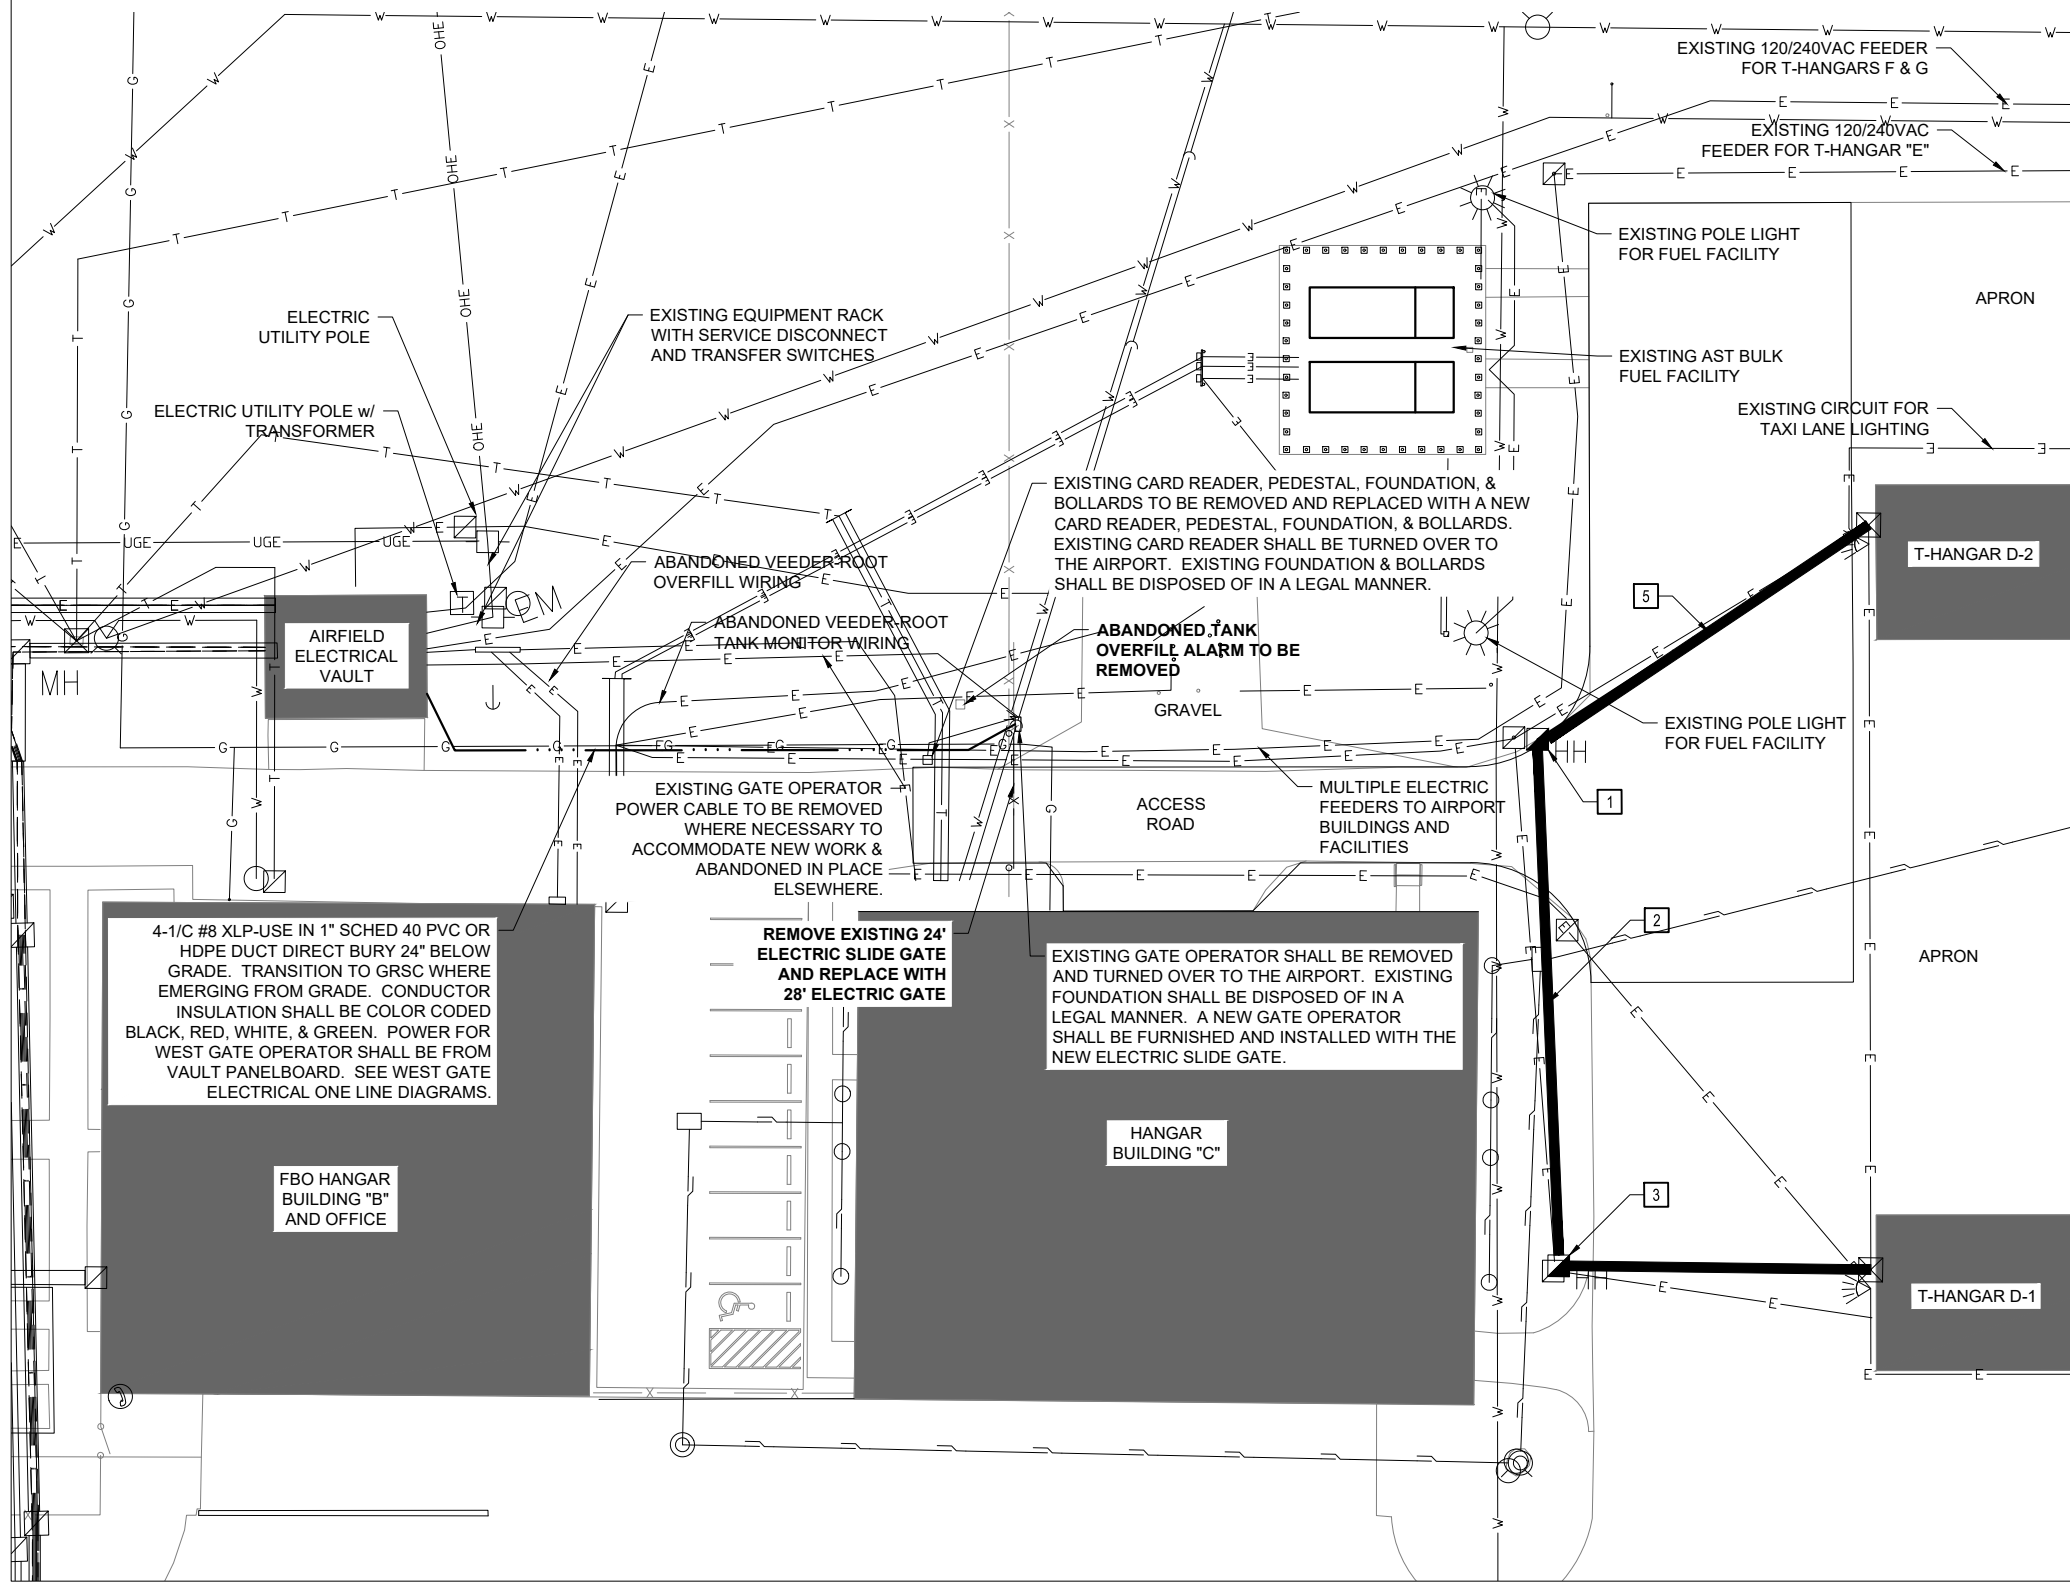 EXISTING 120/240VAC FEEDER
FOR T-HANGARS F & G
EXISTING 120/240VAC
FEEDER FOR T-HANGAR "E"
EXISTING POLE LIGHT
FOR FUEL FACILITY
APRON
ELECTRIC
UTILITY POLE
EXISTING EQUIPMENT RACK
WITH SERVICE DISCONNECT
AND TRANSFER SWITCHES
EXISTING AST BULK
FUEL FACILITY
ELECTRIC UTILITY POLE w/
TRANSFORMER
EXISTING CIRCUIT FOR
TAXI LANE LIGHTING
EXISTING CARD READER, PEDESTAL, FOUNDATION, &
BOLLARDS TO BE REMOVED AND REPLACED WITH A NEW
CARD READER, PEDESTAL, FOUNDATION, & BOLLARDS.
EXISTING CARD READER SHALL BE TURNED OVER TO
THE AIRPORT. EXISTING FOUNDATION & BOLLARDS
SHALL BE DISPOSED OF IN A LEGAL MANNER.
OHE
OHE
OHE
OHE
UGE
UGE
UGE
ABANDONED VEEDER-ROOT
OVERFILL WIRING
T-HANGAR D-2
5
EM
ABANDONED VEEDER-ROOT
TANK MONITOR WIRING
ABANDONED TANK
OVERFILL ALARM TO BE
REMOVED
AIRFIELD
ELECTRICAL
VAULT
MH
GRAVEL
EXISTING POLE LIGHT
FOR FUEL FACILITY
HH
1
EXISTING GATE OPERATOR
POWER CABLE TO BE REMOVED
WHERE NECESSARY TO
ACCOMMODATE NEW WORK &
ABANDONED IN PLACE
ELSEWHERE.
ACCESS
ROAD
MULTIPLE ELECTRIC
FEEDERS TO AIRPORT
BUILDINGS AND
FACILITIES
4-1/C #8 XLP-USE IN 1" SCHED 40 PVC OR
HDPE DUCT DIRECT BURY 24" BELOW
GRADE. TRANSITION TO GRSC WHERE
EMERGING FROM GRADE. CONDUCTOR
INSULATION SHALL BE COLOR CODED
BLACK, RED, WHITE, & GREEN. POWER FOR
WEST GATE OPERATOR SHALL BE FROM
VAULT PANELBOARD. SEE WEST GATE
ELECTRICAL ONE LINE DIAGRAMS.
REMOVE EXISTING 24'
ELECTRIC SLIDE GATE
AND REPLACE WITH
28' ELECTRIC GATE
EXISTING GATE OPERATOR SHALL BE REMOVED
AND TURNED OVER TO THE AIRPORT. EXISTING
FOUNDATION SHALL BE DISPOSED OF IN A
LEGAL MANNER. A NEW GATE OPERATOR
SHALL BE FURNISHED AND INSTALLED WITH THE
NEW ELECTRIC SLIDE GATE.
2
APRON
HANGAR
BUILDING "C"
FBO HANGAR
BUILDING "B"
AND OFFICE
3
HH
T-HANGAR D-1